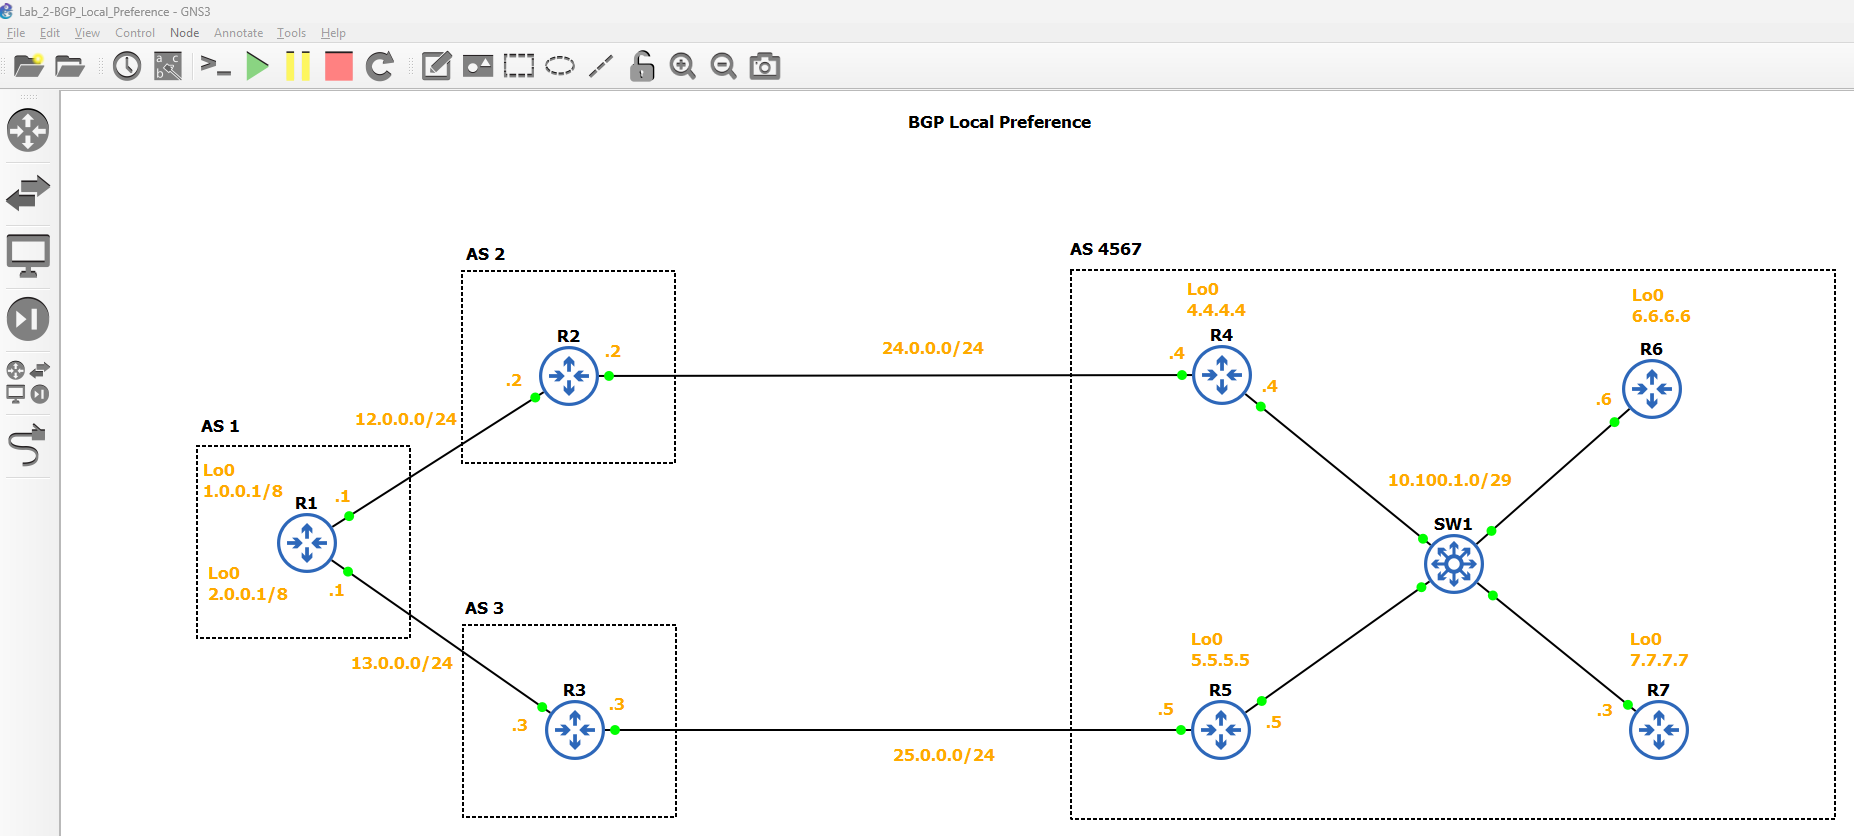 Lab_2-BGP_Local_Preference - GNS3
File Edit View Control Node Annotate Tools Help
BGP Local Preference
AS 2
AS 4567
Lo0
4.4.4.4
R4
Lo0
6.6.6.6
R6
R2
.2
.2
24.0.0.0/24
.4
.4
.6
12.0.0.0/24
AS 1
Lo0
1.0.0.1/8
R1
.1
10.100.1.0/29
SW1
Lo0
2.0.0.1/8
.1
AS 3
13.0.0.0/24
R3
.3
.3
Lo0
5.5.5.5
R5
.5
.5
Lo0
7.7.7.7
R7
.3
25.0.0.0/24